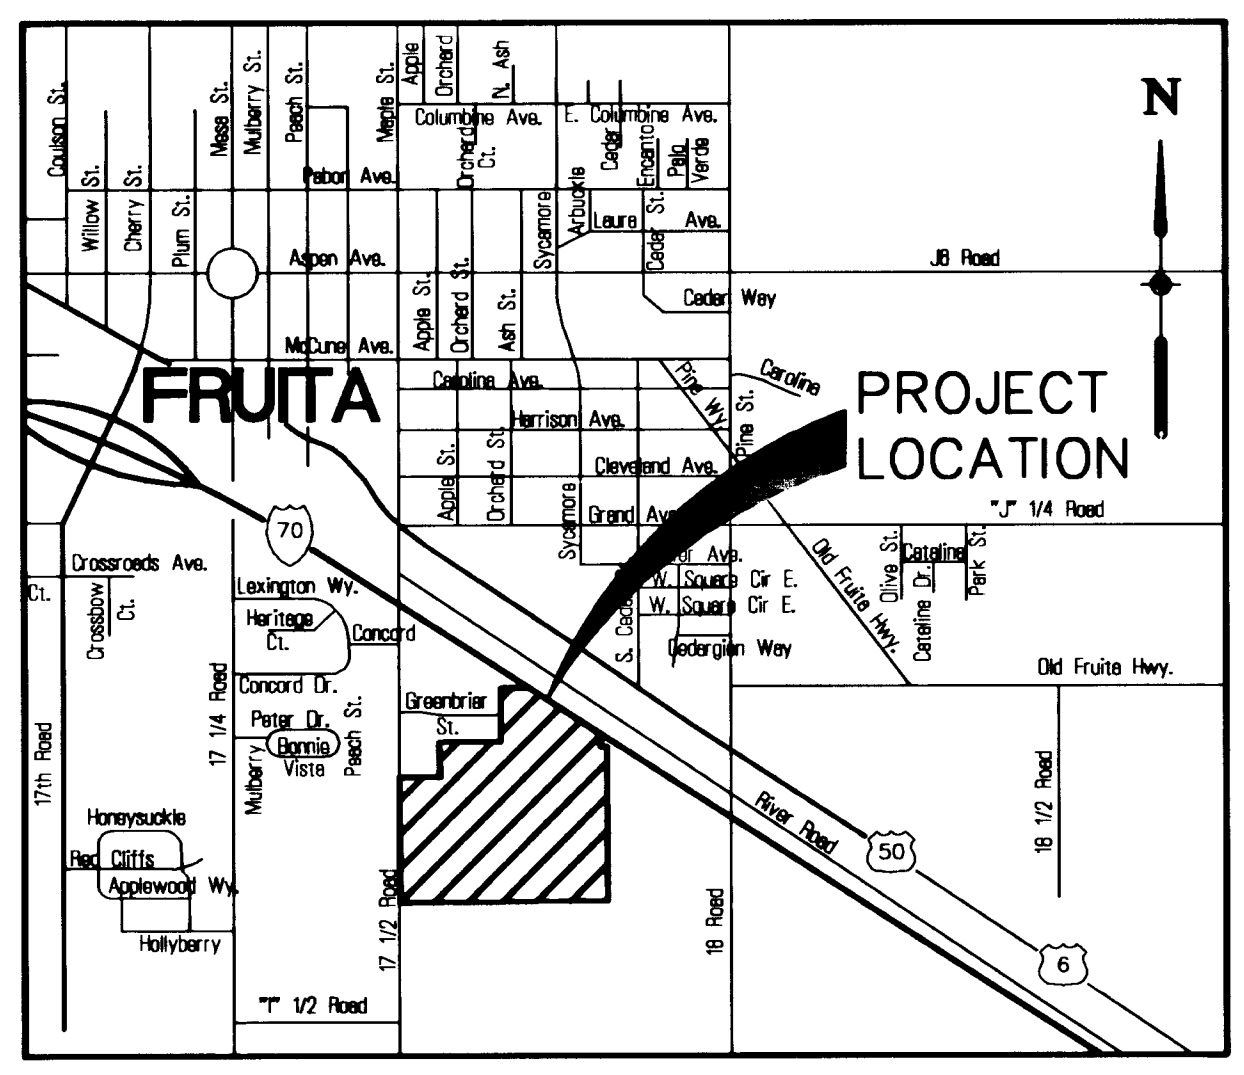 Coulson St.
Willow St.
Cherry St.
Plum St.
Mesa St.
Mulberry St.
Peach St.
Maple St.
Apple
Orchard
N. Ash
Columbine Ave.
E. Columbine Ave.
Orchard
Ct.
Cedar
Encanto
Palo
Verde
N
Pabor Ave.
Sycamore
Arbuckle
Laura Ave.
Cedar St.
Aspen Ave.
J6 Road
Apple St.
Orchard St.
Ash St.
Cedar Way
McCune Ave.
FRUITA
Carolina Ave.
Pine Wy.
Carolina
PROJECT
LOCATION
Harrison Ave.
Pine St.
Cleveland Ave.
Apple St.
Orchard St.
Sycamore
Grand Ave
"J" 1/4 Road
70
Crossroads Ave.
Ct.
Crossbow
Ct.
Lexington Wy.
Heritage
Ct.
Concord
Concord Dr.
Ave.
W. Square Cir E.
W. Square Cir E.
S. Cedar
Cedargion Way
Old Fruita Hwy.
Olive St.
Catalina
Catalina Dr.
Park St.
Old Fruita Hwy.
Greenbriar
St.
17 1/4 Road
Peter Dr.
Bonnie
Vista
Peach St.
Mulberry
17th Road
Honeysuckle
Red Cliffs
Applewood Wy.
Hollyberry
17 1/2 Road
18 Road
River Road
18 1/2 Road
50
6
"I" 1/2 Road